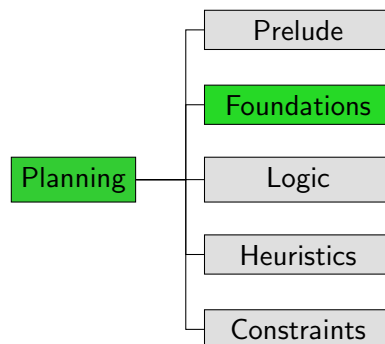 Prelude
Foundations
Planning
Logic
Heuristics
Constraints